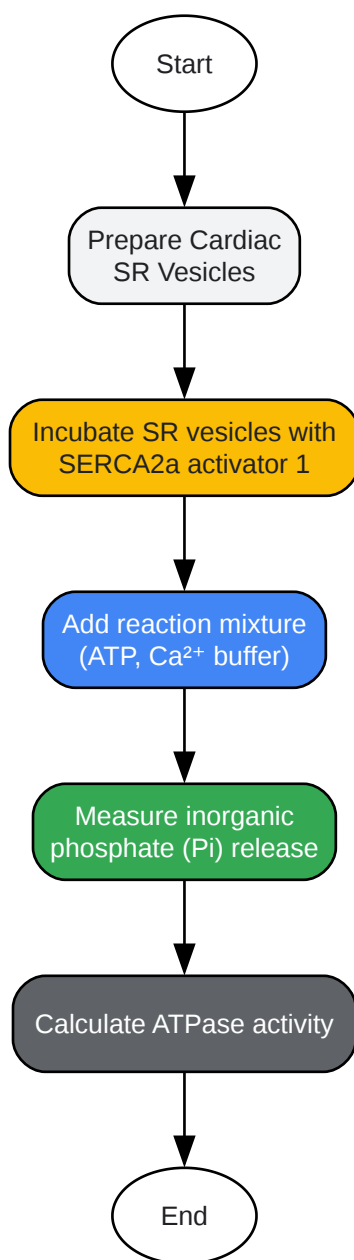 Start
Prepare Cardiac
SR Vesicles
Incubate SR vesicles with
SERCA2a activator 1
Add reaction mixture
(ATP, Ca²⁺ buffer)
Measure inorganic
phosphate (Pi) release
Calculate ATPase activity
End